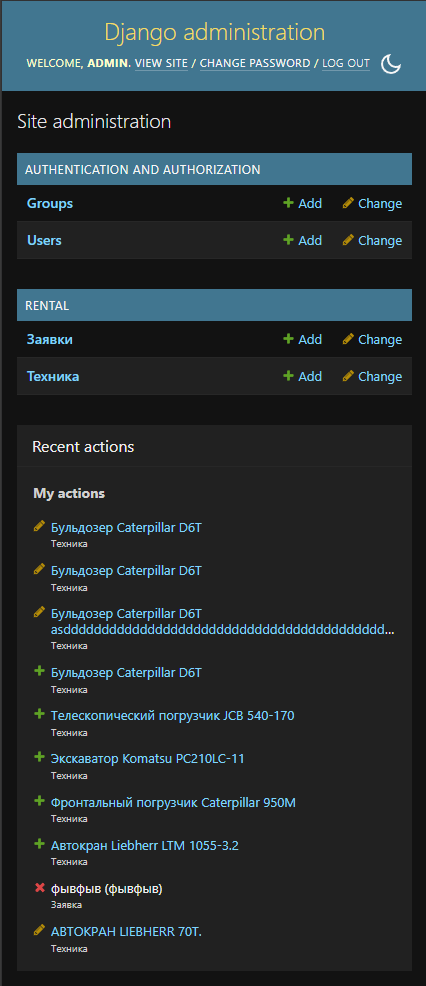 Django administration
WELCOME, ADMIN. VIEW SITE / CHANGE PASSWORD / LOG OUT
Site administration
AUTHENTICATION AND AUTHORIZATION
Groups Add Change
Users Add Change
RENTAL
Заявки Add Change
Техника Add Change
Recent actions
My actions
Бульдозер Caterpillar D6T
Техника
Бульдозер Caterpillar D6T
Техника
Бульдозер Caterpillar D6T
asdddddddddddddddddddddddddddddddddddddddddd...
Техника
Бульдозер Caterpillar D6T
Техника
Телескопический погрузчик JCB 540-170
Техника
Экскаватор Komatsu PC210LC-11
Техника
Фронтальный погрузчик Caterpillar 950M
Техника
Автокран Liebherr LTM 1055-3.2
Техника
фывфыв (фывфыв)
Заявка
АВТОКРАН LIEBHERR 70Т.
Техника